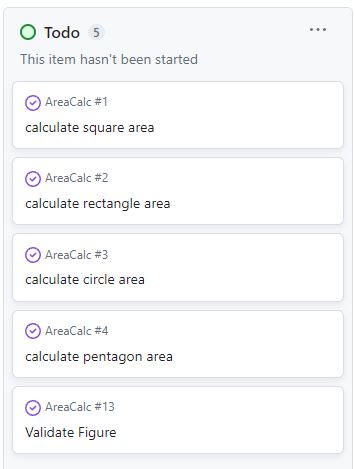 Todo 5
This item hasn't been started
AreaCalc #1
calculate square area
AreaCalc #2
calculate rectangle area
AreaCalc #3
calculate circle area
AreaCalc #4
calculate pentagon area
AreaCalc #13
Validate Figure